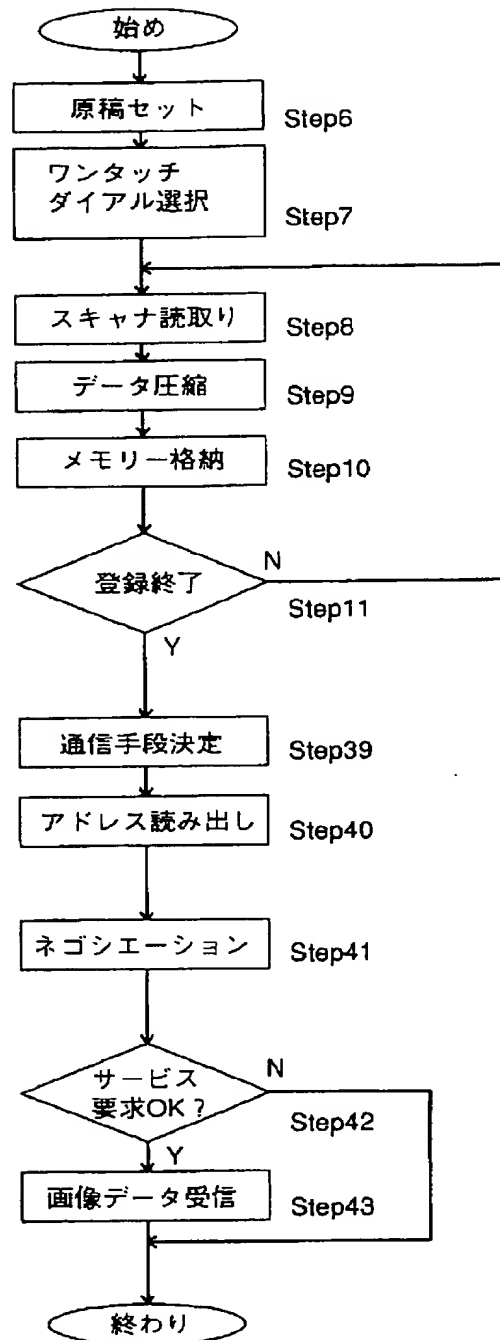 始め
原稿セット
Step6
ワンタッチ
ダイアル選択
Step7
スキャナ読取り
Step8
データ圧縮
Step9
メモリー格納
Step10
登録終了
N
Step11
Y
通信手段決定
Step39
アドレス読み出し
Step40
ネゴシエーション
Step41
サービス
要求OK？
N
Step42
Y
画像データ受信
Step43
終わり